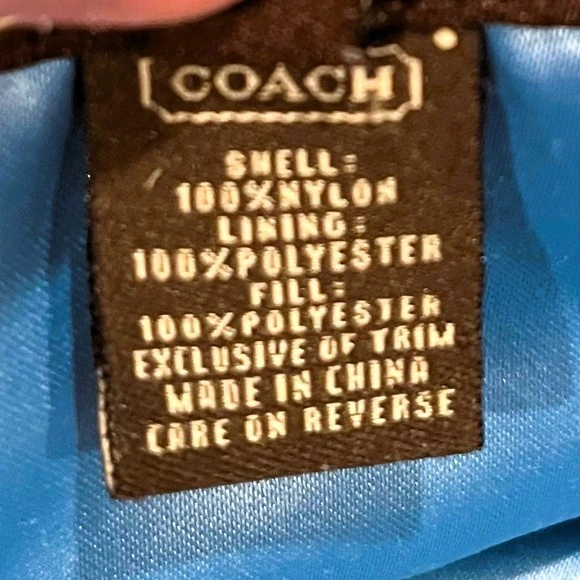 COACH
SHELL:
100%NYLON
LINING:
100%POLYESTER
FILL:
100%POLYESTER
EXCLUSIVE OF TRIM
MADE IN CHINA
CARE ON REVERSE